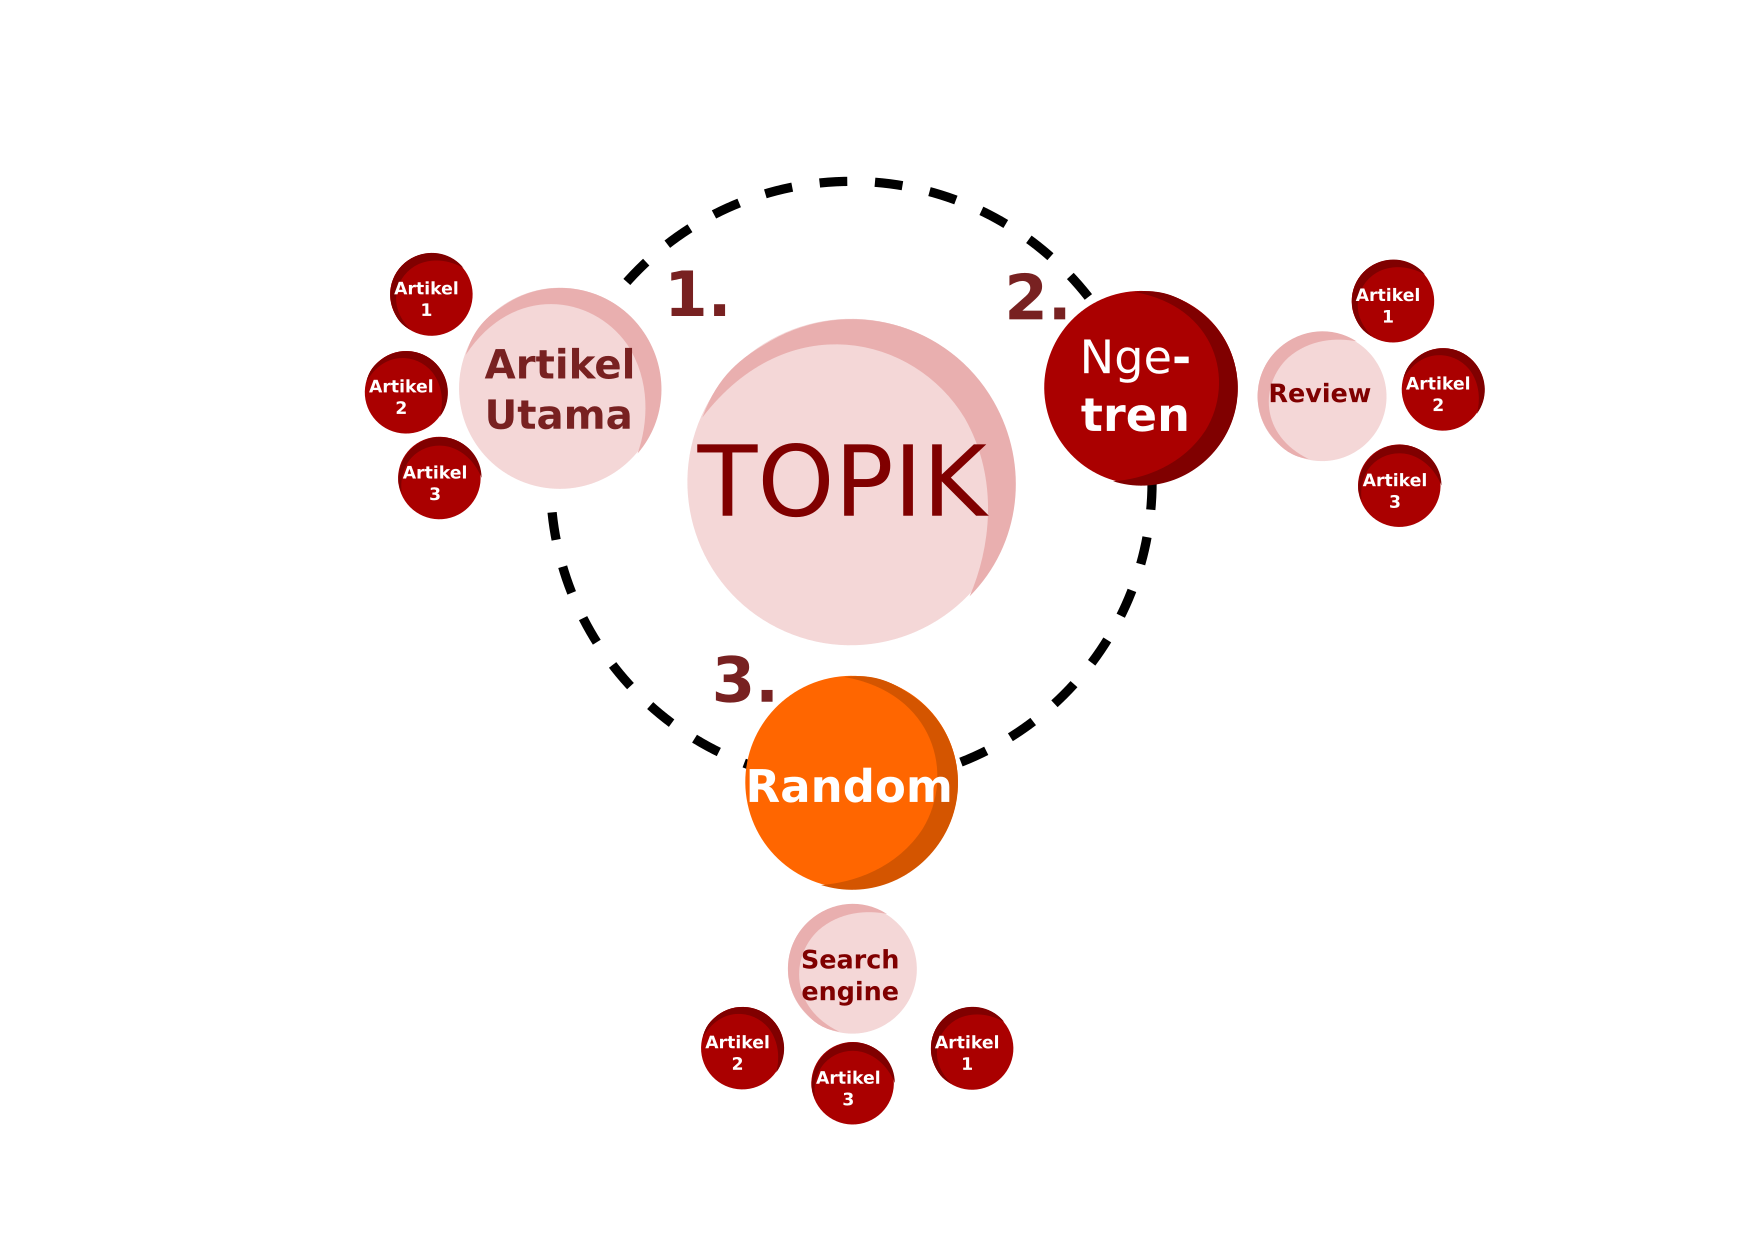 TOPIK
1.
Artikel
Utama
Artikel
1
Artikel
2
Artikel
3
2.
Nge-
tren
Review
Artikel
1
Artikel
2
Artikel
3
3.
Random
Search
engine
Artikel
2
Artikel
3
Artikel
1